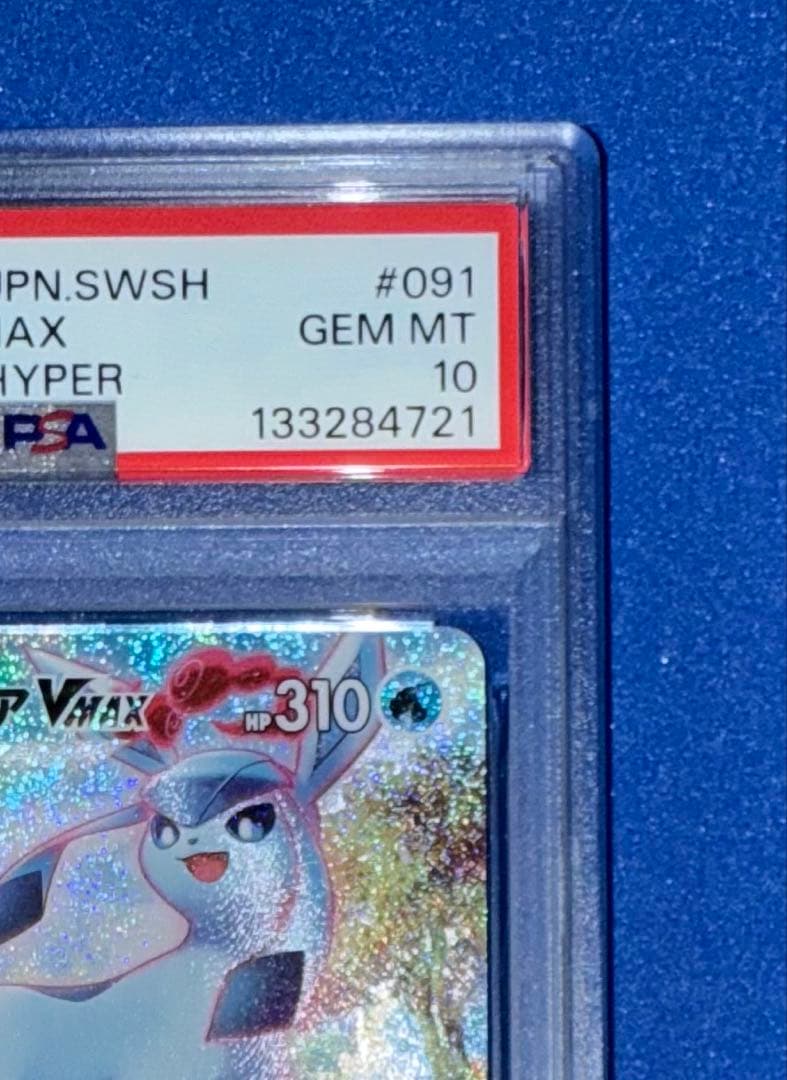 JPN.SWSH #091
MAX GEM MT
HYPER 10
PSA 133284721
VMAX HP310